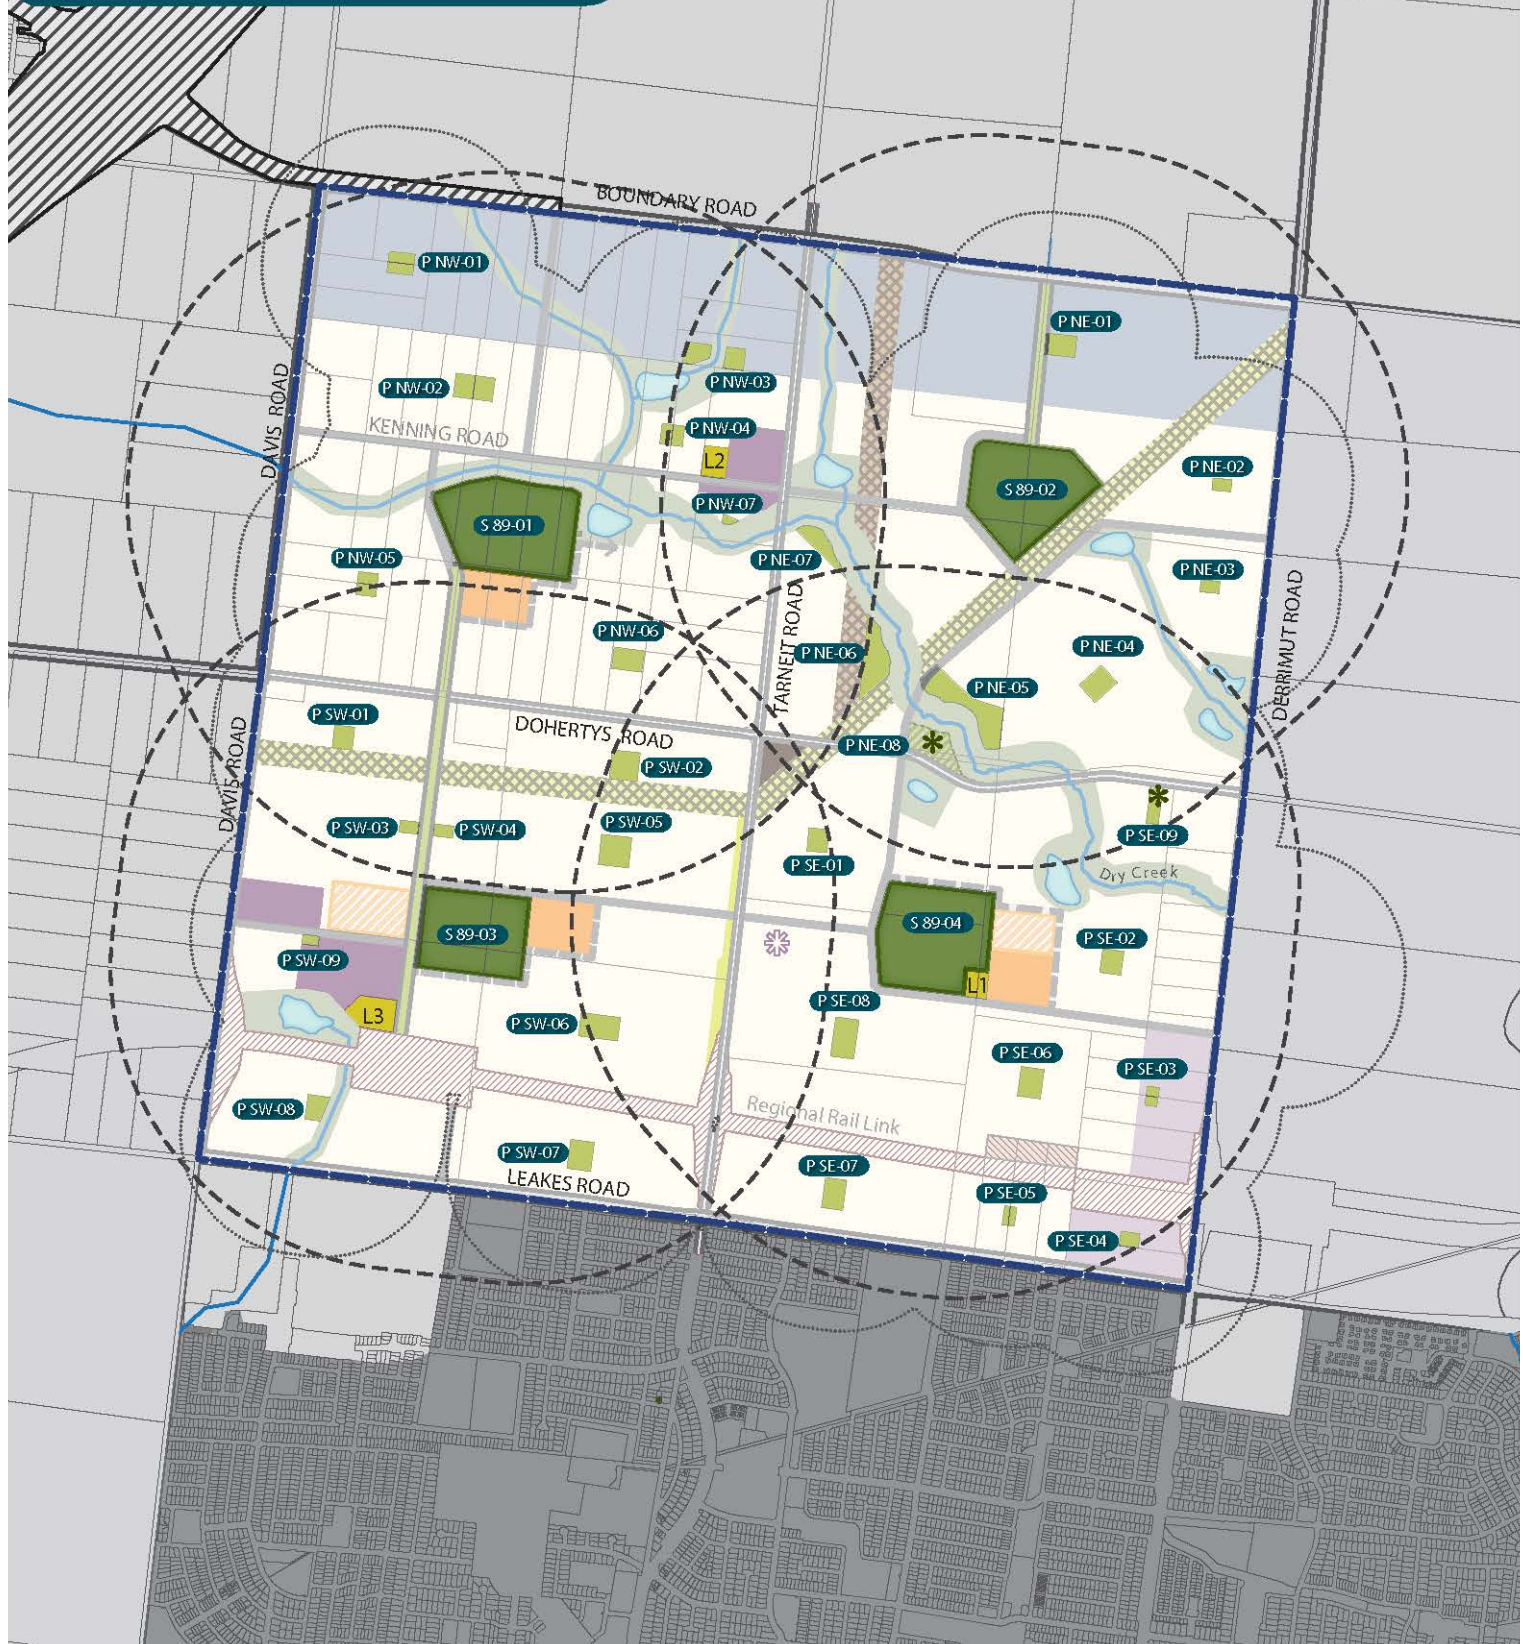 BOUNDARY ROAD
P NW-01
P NE-01
P NW-03
P NW-02
DAVIS ROAD
KENNING ROAD
P NW-04
L2
P NE-02
S 89-02
P NW-07
S 89-01
P NW-05
P NE-07
P NE-03
TARNEIT ROAD
DERRIMUT ROAD
P NW-06
P NE-06
P NE-04
P NE-05
P SW-01
DOHERTYS ROAD
P NE-08
DAVIS ROAD
P SW-02
P SW-03
P SW-04
P SW-05
P SE-01
P SE-09
Dry Creek
S 89-03
S 89-04
P SE-02
P SW-09
L1
P SE-08
L3
P SW-06
P SE-06
P SE-03
P SW-08
Regional Rail Link
P SW-07
P SE-07
LEAKES ROAD
P SE-05
P SE-04